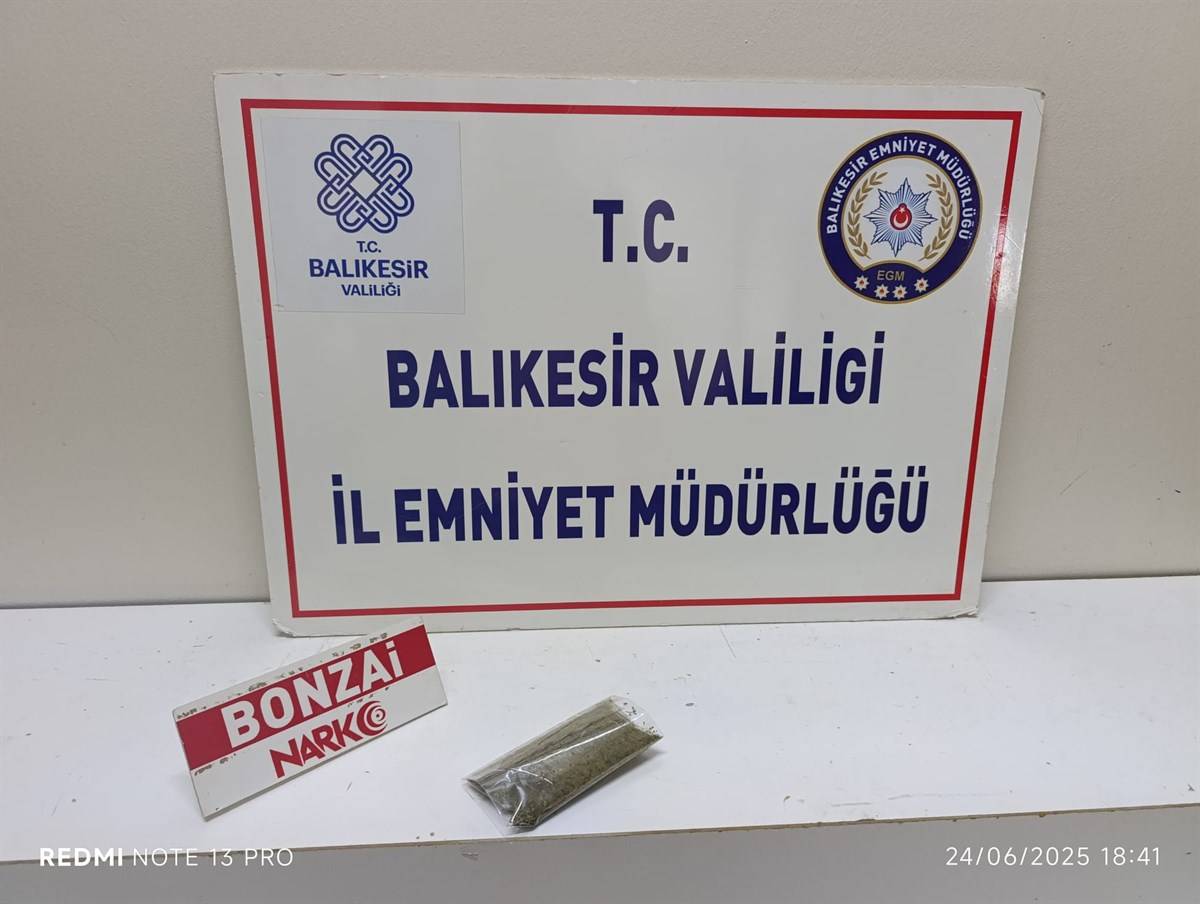 T.C.
BALIKESİR
VALİLİĞİ
BALIKESİR EMNİYET MÜDÜRLÜĞÜ
EGM
T.C.
BALIKESİR VALİLİGİ
İL EMNİYET MÜDÜRLÜĞÜ
BONZAİ
NARKO
REDMI NOTE 13 PRO
24/06/2025 18:41